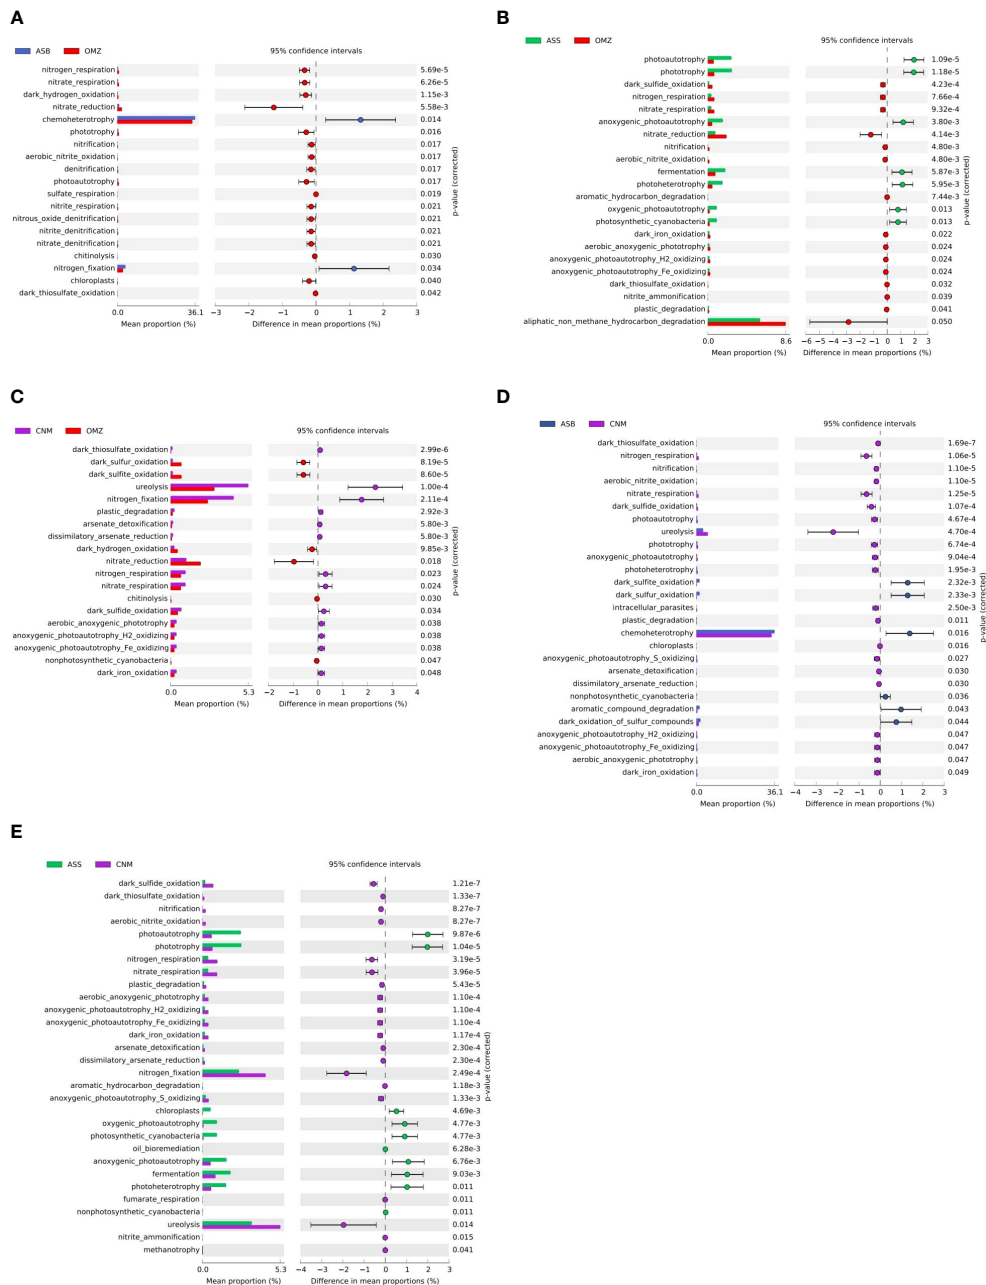 A
ASB OMZ
95% confidence intervals
nitrogen_respiration 5.69e-5
nitrate_respiration 6.26e-5
dark_hydrogen_oxidation 1.15e-3
nitrate_reduction 5.58e-3
chemoheterotrophy 0.014
phototrophy 0.016
nitrification 0.017
aerobic_nitrite_oxidation 0.017
denitrification 0.017
photoautotrophy 0.017
sulfate_respiration 0.019
nitrite_respiration 0.021
nitrous_oxide_denitrification 0.021
nitrite_denitrification 0.021
nitrate_denitrification 0.021
chitinolysis 0.030
nitrogen_fixation 0.034
chloroplasts 0.040
dark_thiosulfate_oxidation 0.042
p-value (corrected)
0.0 36.1 −3 −2 −1 0 1 2 3
Mean proportion (%) Difference in mean proportions (%)
B
ASS OMZ
95% confidence intervals
photoautotrophy 1.09e-5
phototrophy 1.18e-5
dark_sulfide_oxidation 4.23e-4
nitrogen_respiration 7.66e-4
nitrate_respiration 9.32e-4
anoxygenic_photoautotrophy 3.80e-3
nitrate_reduction 4.14e-3
nitrification 4.80e-3
aerobic_nitrite_oxidation 4.80e-3
fermentation 5.87e-3
photoheterotrophy 5.95e-3
aromatic_hydrocarbon_degradation 7.44e-3
oxygenic_photoautotrophy 0.013
photosynthetic_cyanobacteria 0.013
dark_iron_oxidation 0.022
aerobic_anoxygenic_phototrophy 0.024
anoxygenic_photoautotrophy_H2_oxidizing 0.024
anoxygenic_photoautotrophy_Fe_oxidizing 0.024
dark_thiosulfate_oxidation 0.032
nitrite_ammonification 0.039
plastic_degradation 0.041
aliphatic_non_methane_hydrocarbon_degradation 0.050
p-value (corrected)
0.0 8.6 −6 −5 −4 −3 −2 −1 0 1 2 3
Mean proportion (%) Difference in mean proportions (%)
C
CNM OMZ
95% confidence intervals
dark_thiosulfate_oxidation 2.99e-6
dark_sulfur_oxidation 8.19e-5
dark_sulfite_oxidation 8.60e-5
ureolysis 1.00e-4
nitrogen_fixation 2.11e-4
plastic_degradation 2.92e-3
arsenate_detoxification 5.80e-3
dissimilatory_arsenate_reduction 5.80e-3
dark_hydrogen_oxidation 9.85e-3
nitrate_reduction 0.018
nitrogen_respiration 0.023
nitrate_respiration 0.024
chitinolysis 0.030
dark_sulfide_oxidation 0.034
aerobic_anoxygenic_phototrophy 0.038
anoxygenic_photoautotrophy_H2_oxidizing 0.038
anoxygenic_photoautotrophy_Fe_oxidizing 0.038
nonphotosynthetic_cyanobacteria 0.047
dark_iron_oxidation 0.048
p-value (corrected)
0.0 5.3 −2 −1 0 1 2 3 4
Mean proportion (%) Difference in mean proportions (%)
D
ASB CNM
95% confidence intervals
dark_thiosulfate_oxidation 1.69e-7
nitrogen_respiration 1.06e-5
nitrification 1.10e-5
aerobic_nitrite_oxidation 1.10e-5
nitrate_respiration 1.25e-5
dark_sulfide_oxidation 1.07e-4
photoautotrophy 4.67e-4
ureolysis 4.70e-4
phototrophy 6.74e-4
anoxygenic_photoautotrophy 9.04e-4
photoheterotrophy 1.95e-3
dark_sulfite_oxidation 2.32e-3
dark_sulfur_oxidation 2.33e-3
intracellular_parasites 2.50e-3
plastic_degradation 0.011
chemoheterotrophy 0.016
chloroplasts 0.016
anoxygenic_photoautotrophy_S_oxidizing 0.027
arsenate_detoxification 0.030
dissimilatory_arsenate_reduction 0.030
nonphotosynthetic_cyanobacteria 0.036
aromatic_compound_degradation 0.043
dark_oxidation_of_sulfur_compounds 0.044
anoxygenic_photoautotrophy_H2_oxidizing 0.047
anoxygenic_photoautotrophy_Fe_oxidizing 0.047
aerobic_anoxygenic_phototrophy 0.047
dark_iron_oxidation 0.049
p-value (corrected)
0.0 36.1 −4 −3 −2 −1 0 1 2 3
Mean proportion (%) Difference in mean proportions (%)
E
ASS CNM
95% confidence intervals
dark_sulfide_oxidation 1.21e-7
dark_thiosulfate_oxidation 1.33e-7
nitrification 8.27e-7
aerobic_nitrite_oxidation 8.27e-7
photoautotrophy 9.87e-6
phototrophy 1.04e-5
nitrogen_respiration 3.19e-5
nitrate_respiration 3.96e-5
plastic_degradation 5.43e-5
aerobic_anoxygenic_phototrophy 1.10e-4
anoxygenic_photoautotrophy_H2_oxidizing 1.10e-4
anoxygenic_photoautotrophy_Fe_oxidizing 1.10e-4
dark_iron_oxidation 1.17e-4
arsenate_detoxification 2.30e-4
dissimilatory_arsenate_reduction 2.30e-4
nitrogen_fixation 2.49e-4
aromatic_hydrocarbon_degradation 1.18e-3
anoxygenic_photoautotrophy_S_oxidizing 1.33e-3
chloroplasts 4.69e-3
oxygenic_photoautotrophy 4.77e-3
photosynthetic_cyanobacteria 4.77e-3
oil_bioremediation 6.28e-3
anoxygenic_photoautotrophy 6.76e-3
fermentation 9.03e-3
photoheterotrophy 0.011
fumarate_respiration 0.011
nonphotosynthetic_cyanobacteria 0.011
ureolysis 0.014
nitrite_ammonification 0.015
methanotrophy 0.041
p-value (corrected)
0.0 5.3 −4 −3 −2 −1 0 1 2 3
Mean proportion (%) Difference in mean proportions (%)